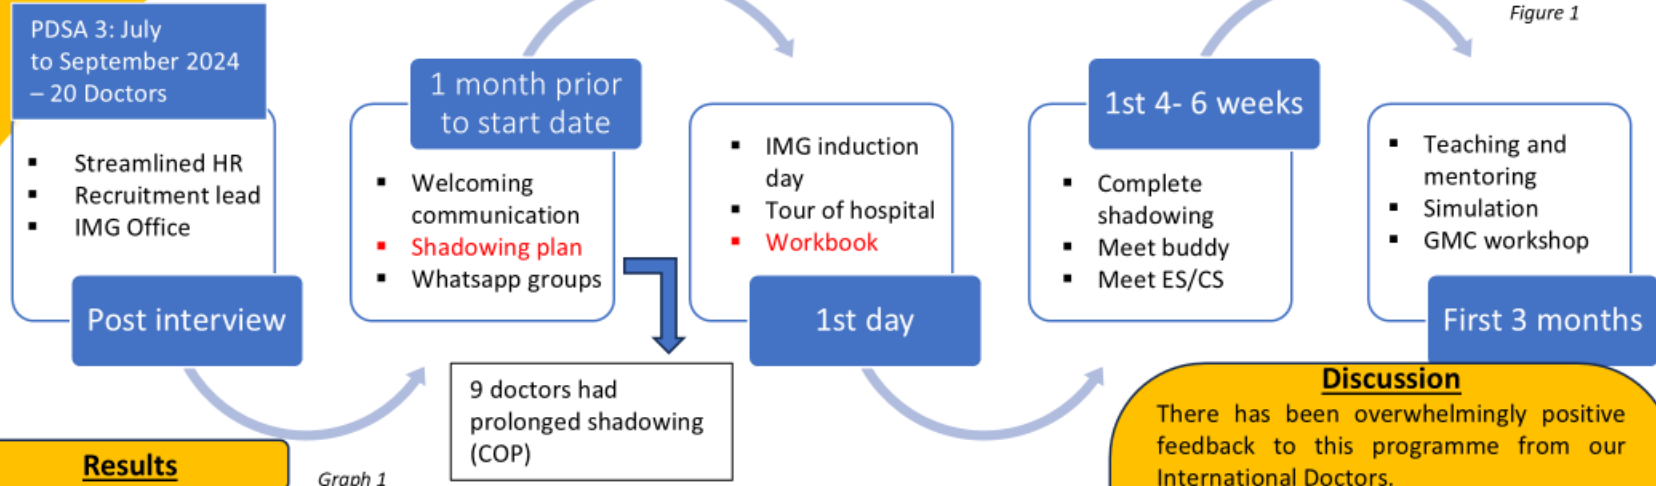 Figure 1
PDSA 3: July
to September 2024
– 20 Doctors
▪ Streamlined HR
▪ Recruitment lead
▪ IMG Office
Post interview
1 month prior
to start date
▪ Welcoming
communication
▪ Shadowing plan
▪ Whatsapp groups
9 doctors had
prolonged shadowing
(COP)
▪ IMG induction
day
▪ Tour of hospital
▪ Workbook
1st day
1st 4- 6 weeks
▪ Complete
shadowing
▪ Meet buddy
▪ Meet ES/CS
▪ Teaching and
mentoring
▪ Simulation
▪ GMC workshop
First 3 months
Results
Graph 1
Discussion
There has been overwhelmingly positive
feedback to this programme from our
International Doctors.